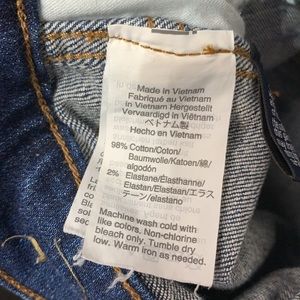 Made in Vietnam
Fabriqué au Vietnam
in Vietnam Hergestellt
Vervaardigd in Viëtnam
ベトナム製
Hecho en Vietnam
98% Cotton/Coton/
Baumwolle/Katoen/綿/
algodón
2% Elastane/Élasthanne/
Elastan/Elastaan/エラス
テーン/elastano
Machine wash cold with
like colors. Non-chlorine
bleach only. Tumble dry
low. Warm iron as needed.